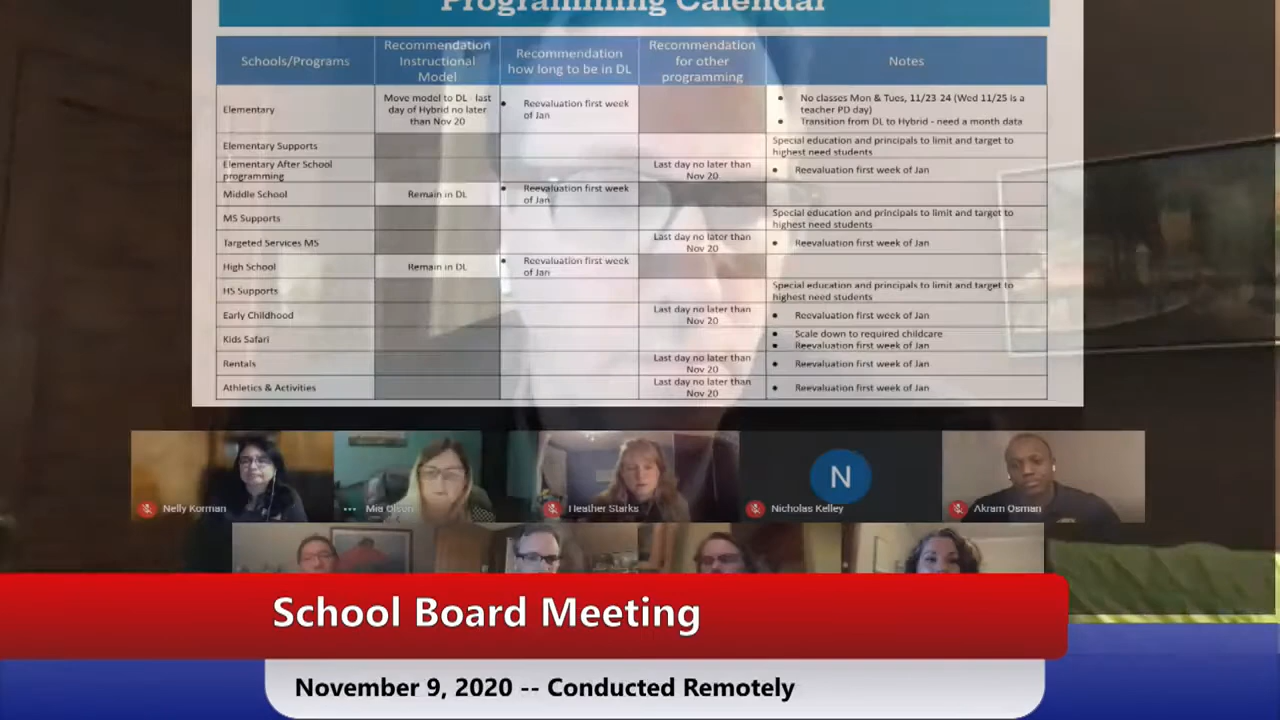 Programming Calendar
Schools/Programs
Recommendation
Instructional
Model
Recommendation
how long to be in DL
Recommendation
for other
programming
Notes
Elementary
Move model to DL - last
day of Hybrid no later
than Nov 20
• Reevaluation first week
of Jan
• No classes Mon & Tues, 11/23-24 (Wed 11/25 is a
teacher PD day)
• Transition from DL to Hybrid - need a month data
Elementary Supports
Special education and principals to limit and target to
highest need students
Elementary After School
programming
Last day no later than
Nov 20
• Reevaluation first week of Jan
Middle School
Remain in DL
• Reevaluation first week
of Jan
MS Supports
Special education and principals to limit and target to
highest need students
Targeted Services MS
Last day no later than
Nov 20
• Reevaluation first week of Jan
High School
Remain in DL
• Reevaluation first week
of Jan
HS Supports
Special education and principals to limit and target to
highest need students
Early Childhood
Last day no later than
Nov 20
• Reevaluation first week of Jan
Kids Safari
• Scale down to required childcare
• Reevaluation first week of Jan
Rentals
Last day no later than
Nov 20
• Reevaluation first week of Jan
Athletics & Activities
Last day no later than
Nov 20
• Reevaluation first week of Jan
N
Nelly Korman
Mia Olson
Heather Starks
Nicholas Kelley
Akram Osman
School Board Meeting
November 9, 2020 -- Conducted Remotely